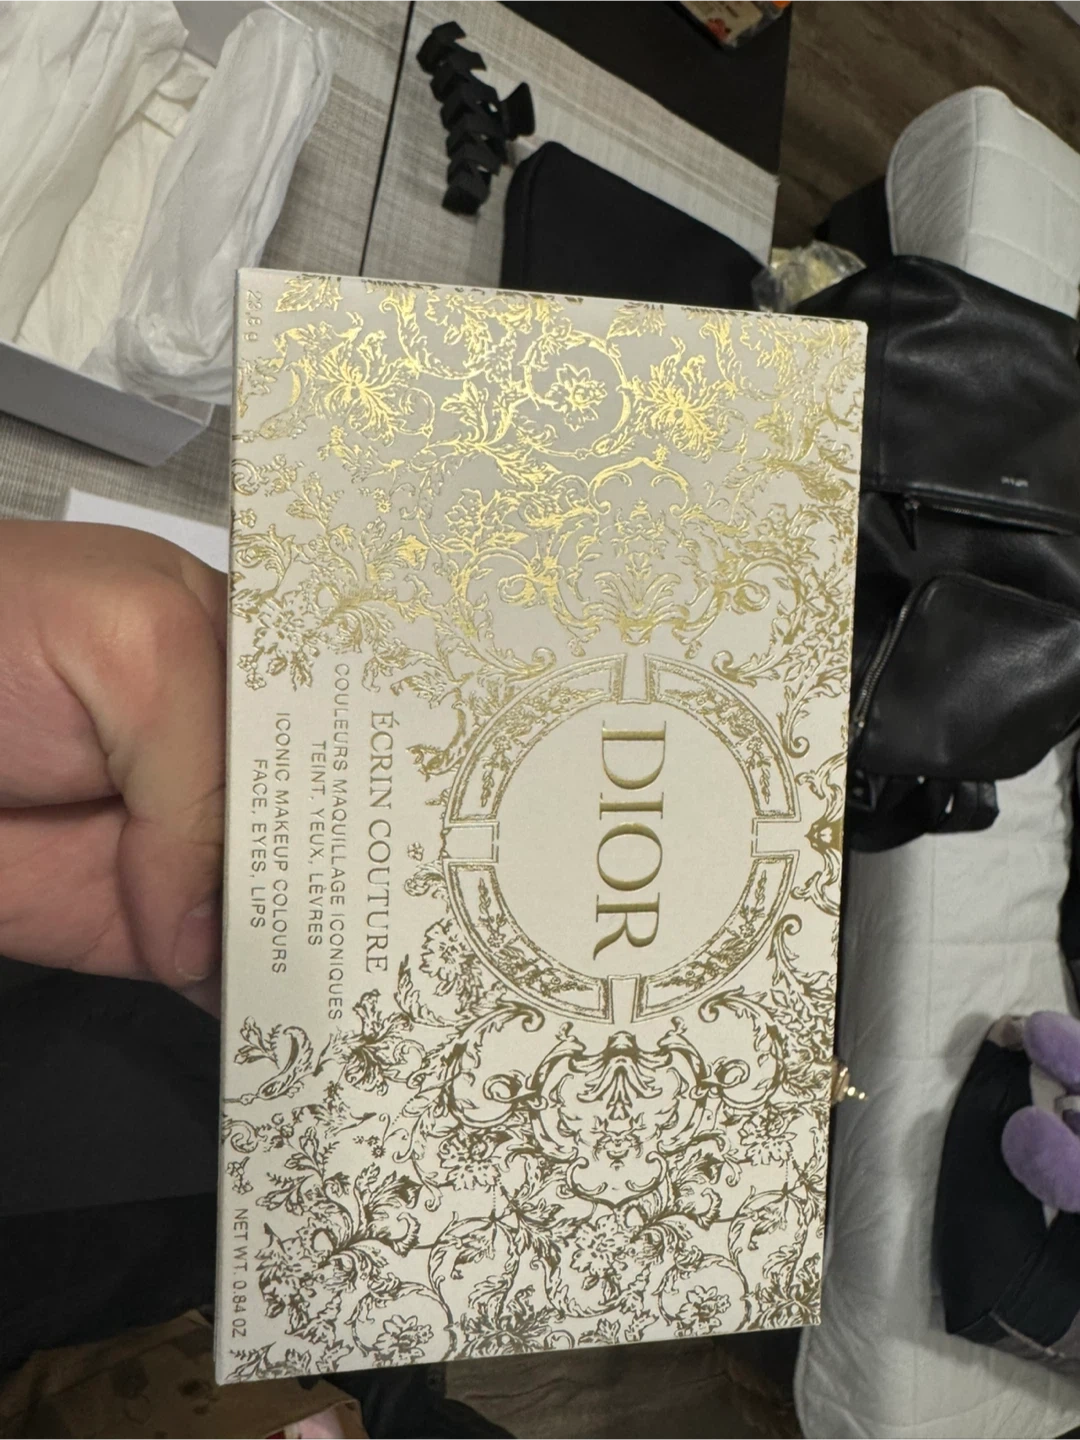 DIOR
ÉCRIN COUTURE
COULEURS MAQUILLAGE ICONIQUES
TEINT, YEUX, LÈVRES
ICONIC MAKEUP COLOURS
FACE, EYES, LIPS
NET WT. 0.84 OZ